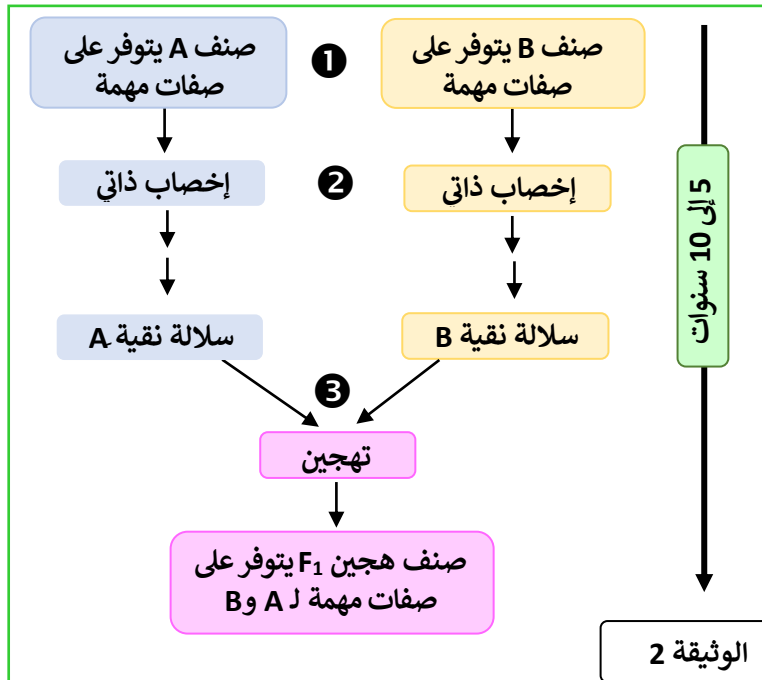 صنف A يتوفر على
صفات مهمة
❶
صنف B يتوفر على
صفات مهمة
إخصاب ذاتي
❷
إخصاب ذاتي
5 إلى 10 سنوات
سلالة نقية A
سلالة نقية B
❸
تهجين
صنف هجين F₁ يتوفر على
صفات مهمة لـ A وB
الوثيقة 2